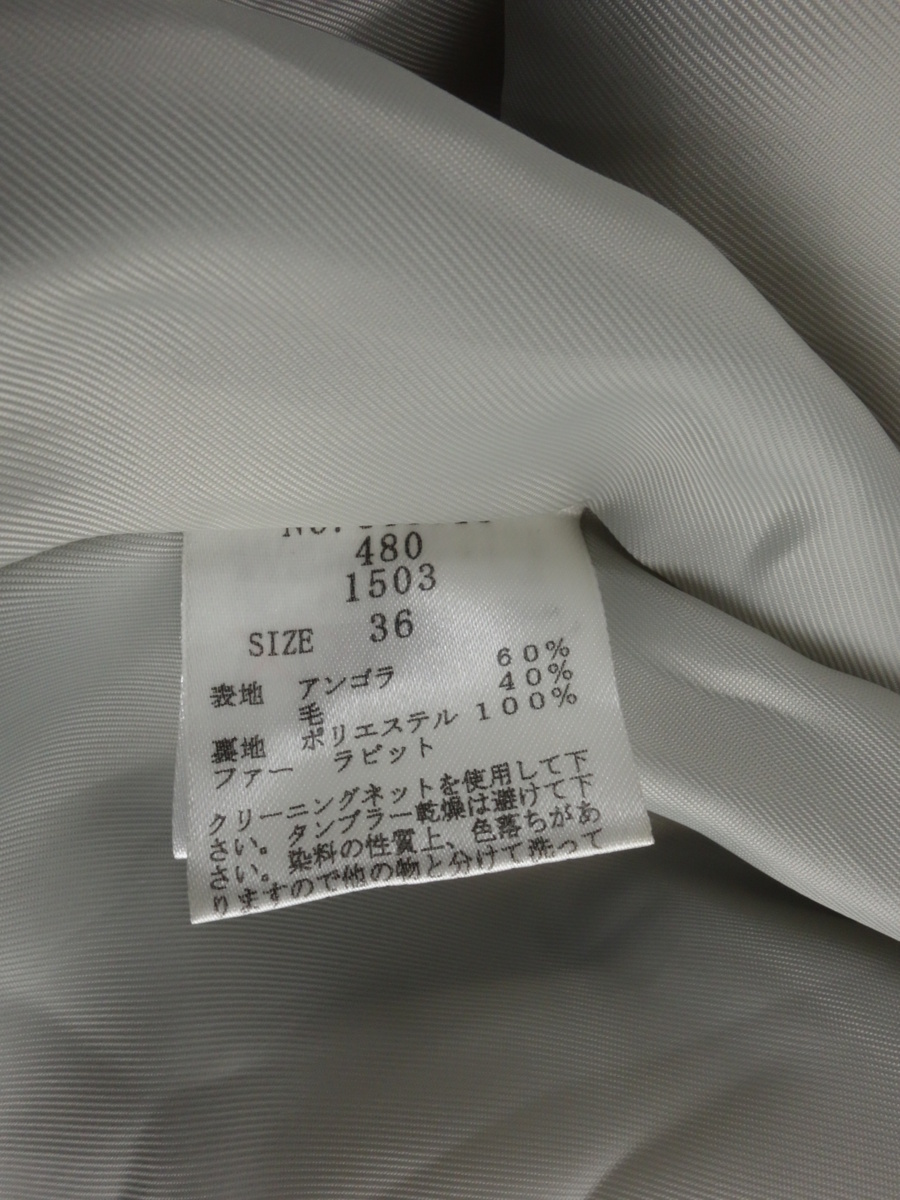 480
1503
SIZE 36
表地 アンゴラ 60%
毛 40%
裏地 ポリエステル 100%
ファー ラビット
クリーニングネットを使用して下
さい。タンブラー乾燥は避けて下
さい。染料の性質上、色落ちがあ
りますので他の物と分けて洗って